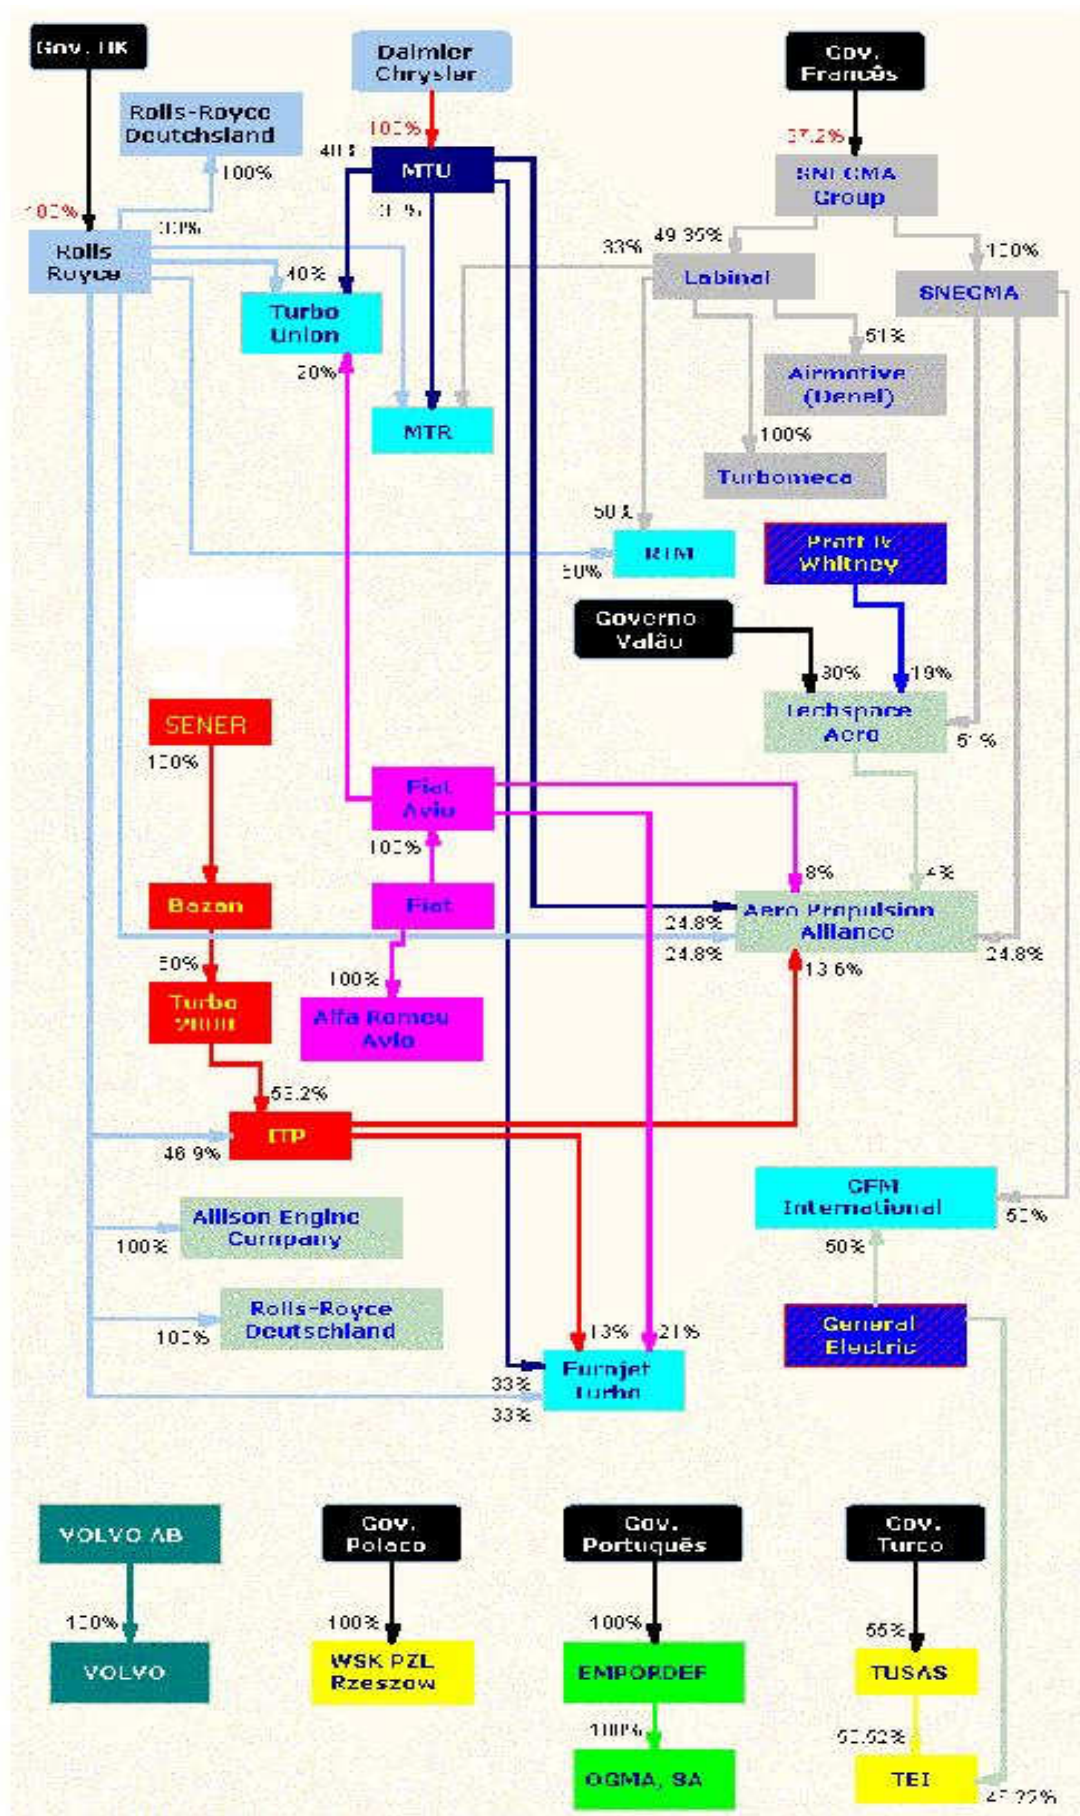 Gov. UK
Daimler
Chrysler
Gov.
Francês
Rolls-Royce
Deutchsland
100%
100%
40%
MTU
37.2%
SNECMA
Group
100%
33%
Rolls
Royce
40%
Turbo
Union
20%
33%
49.35%
Labinal
100%
SNECMA
51%
Airmotive
(Denel)
MTR
100%
Turbomeca
50%
RTM
50%
Pratt &
Whitney
Governo
Valão
30%
19%
Techspace
Aero
51%
SENER
100%
Fiat
Avio
100%
8%
4%
Bazan
Fiat
Aero Propulsion
Alliance
24.8%
24.8%
24.8%
13.6%
50%
Turbo
100%
Alfa Romeo
Avio
ITP
46.9%
Allison Engine
Company
100%
CFM
International
50%
50%
Rolls-Royce
Deutschland
100%
General
Electric
13%
21%
Eurojet
Turbo
33%
33%
VOLVO AB
100%
VOLVO
Gov.
Polaco
100%
WSK PZL
Rzeszow
Gov.
Português
100%
EMPORDEF
100%
OGMA, SA
Gov.
Turco
TUSAS
TEI